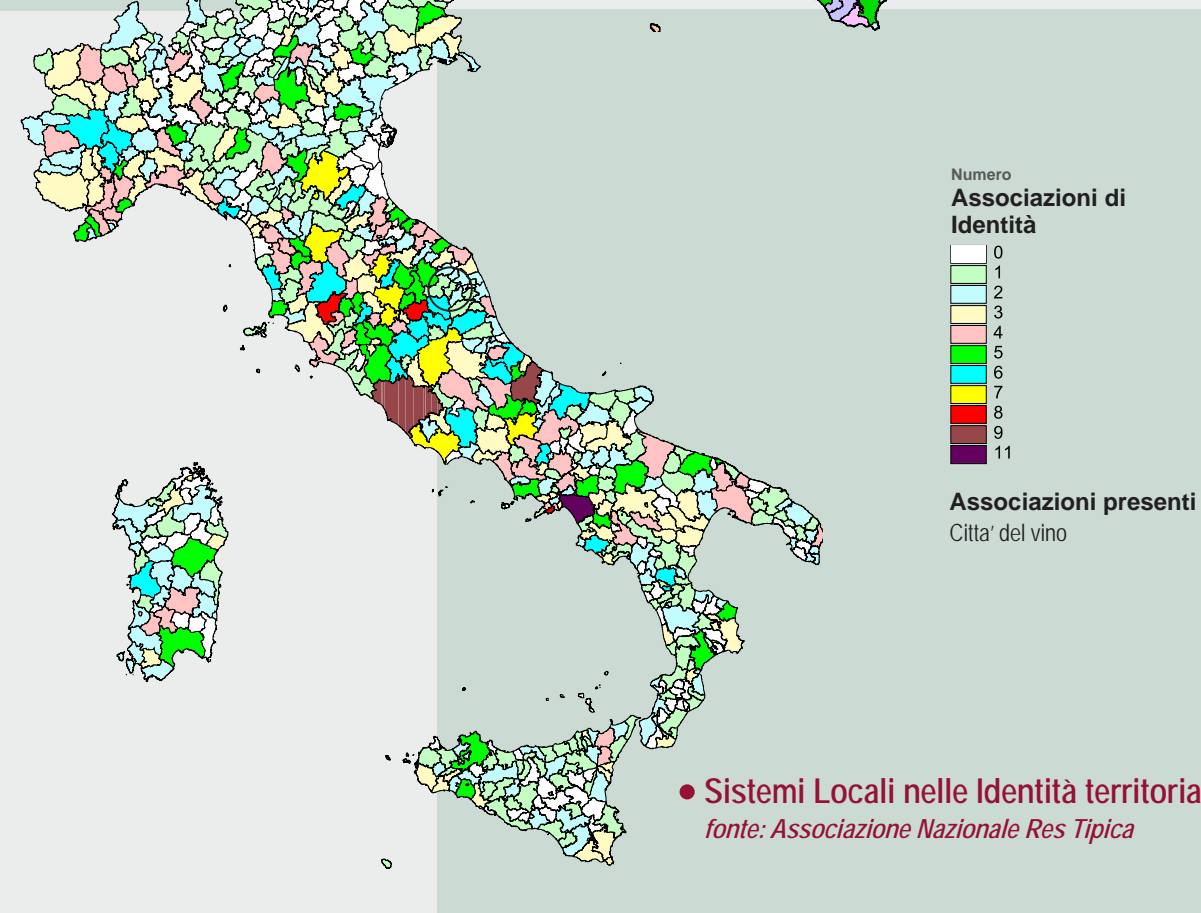 Numero
Associazioni di
Identità
0
1
2
3
4
5
6
7
8
9
11
Associazioni presenti
Citta' del vino
• Sistemi Locali nelle Identità territoria
fonte: Associazione Nazionale Res Tipica